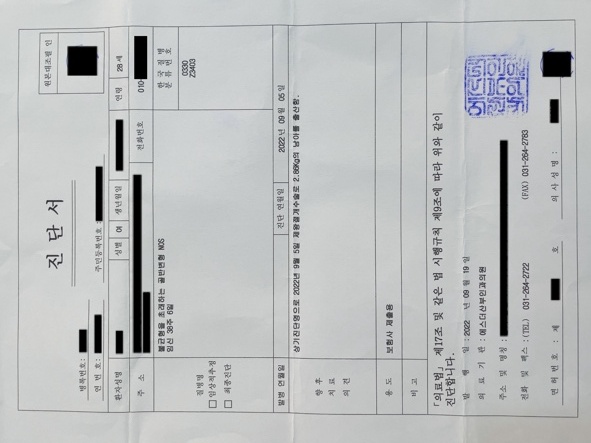 원본대조필 인
진 단 서
병록번호:
연 번 호:
주민등록번호:
환자성명
성별 여
생년월일
연령 28 세
주 소
전화번호
010
병명
□ 임상적추정
□ 최종진단
불균형을 초래하는 골반변형 NOS
임신 38주 6일
한 국 질 병
분 류 번 호
O330
Z3403
발병 연월일
진단 연월일
2022년 09 월 05 일
향후
치료
의견
상기진단명으로 2022년 9월 5일 제왕절개수술로 2.86Kg의 남아를 출산함.
용 도
보험사 제출용
비 고
「의료법」 제17조 및 같은 법 시행규칙 제9조에 따라 위와 같이
진단합니다.
발 행 일 : 2022 년 09 월 19 일
의 료 기 관 : 에스더산부인과의원
주소 및 명칭 :
전화 및 팩스 : (TEL) 031-264-2722
(FAX) 031-264-2783
면허번호 : 제 호
의사성명 :